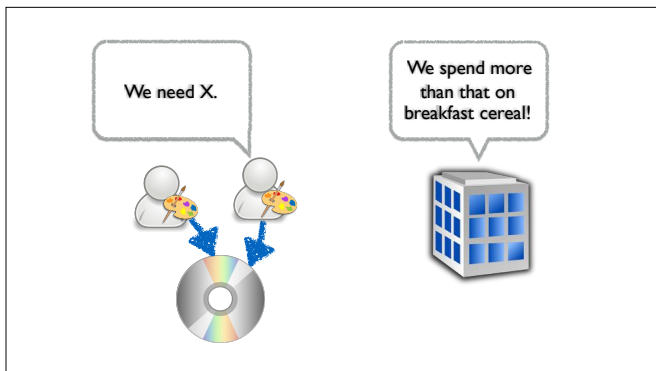 We need X.
We spend more
than that on
breakfast cereal!